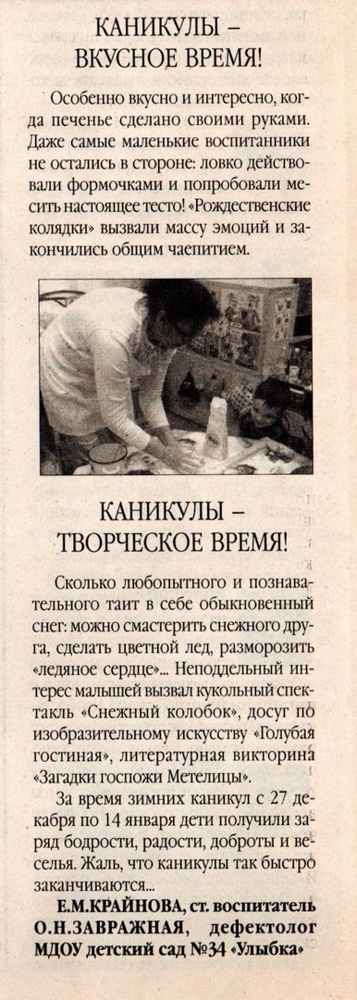 КАНИКУЛЫ –
ВКУСНОЕ ВРЕМЯ!
Особенно вкусно и интересно, ког-
да печенье сделано своими руками.
Даже самые маленькие воспитанники
не остались в стороне: ловко действо-
вали формочками и попробовали ме-
сить настоящее тесто! «Рождественские
колядки» вызвали массу эмоций и за-
кончились общим чаепитием.
КАНИКУЛЫ –
ТВОРЧЕСКОЕ ВРЕМЯ!
Сколько любопытного и познава-
тельного таит в себе обыкновенный
снег: можно смастерить снежного дру-
га, сделать цветной лед, разморозить
«ледяное сердце»... Неподдельный ин-
терес малышей вызвал кукольный спек-
такль «Снежный колобок», досуг по
изобразительному искусству «Голубая
гостиная», литературная викторина
«Загадки госпожи Метелицы».
За время зимних каникул с 27 де-
кабря по 14 января дети получили за-
ряд бодрости, радости, доброты и ве-
селья. Жаль, что каникулы так быстро
заканчиваются...
Е.М.КРАЙНОВА, ст. воспитатель
О.Н.ЗАВРАЖНАЯ, дефектолог
МДОУ детский сад №34 «Улыбка»